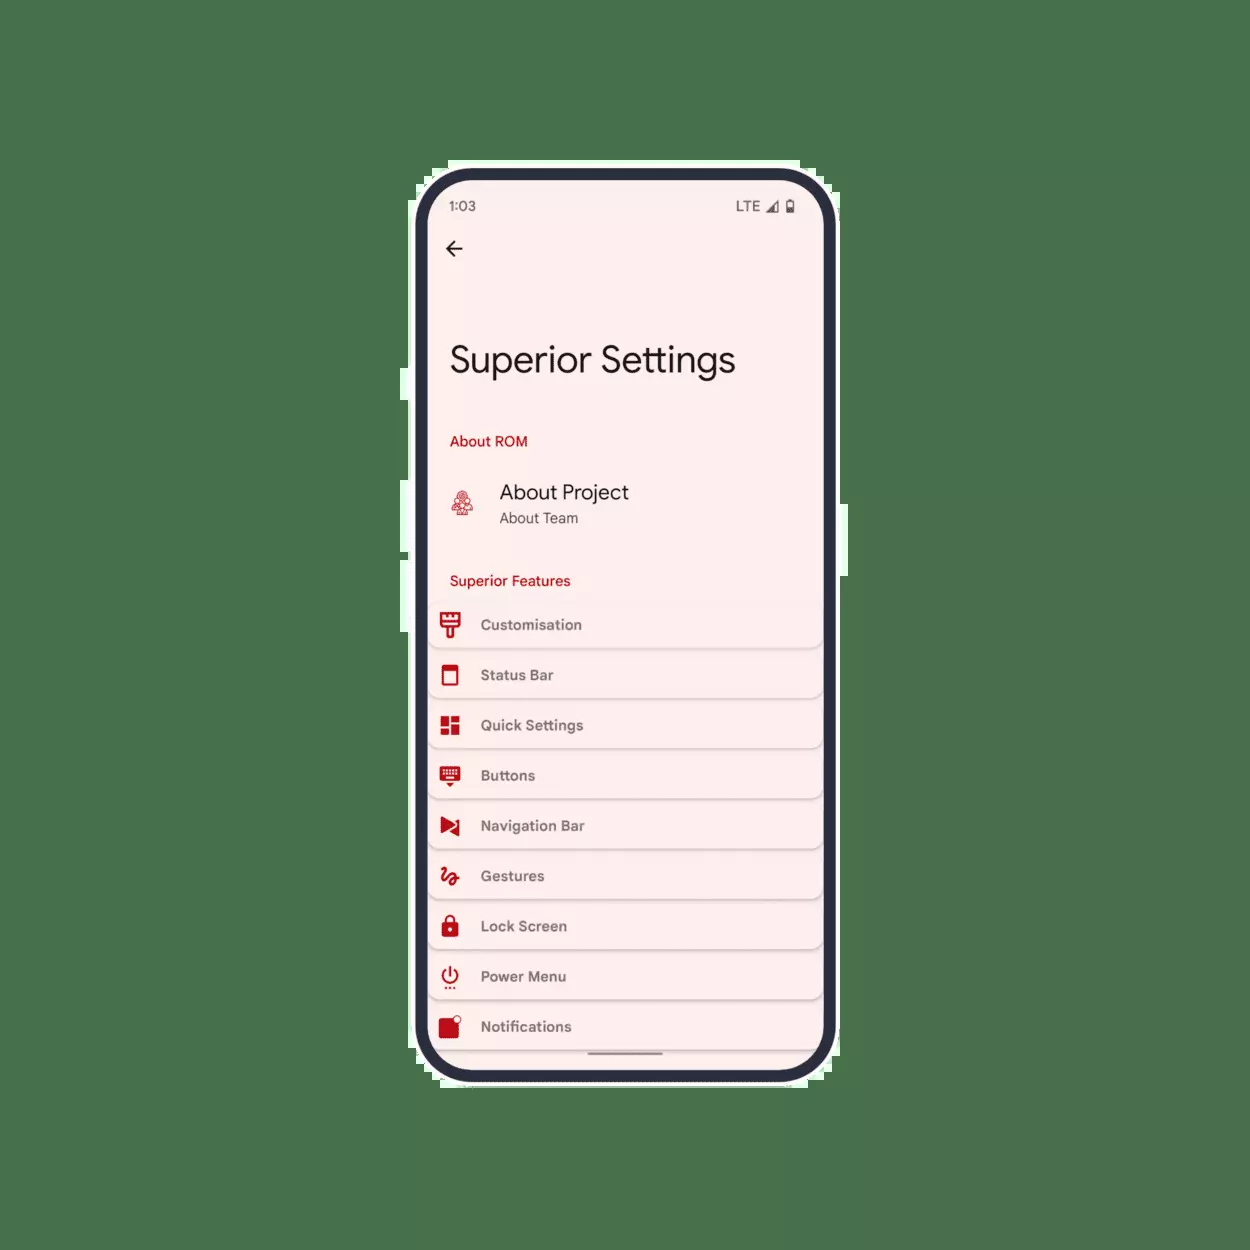 1:03 LTE
Superior Settings
About ROM
About Project
About Team
Superior Features
Customisation
Status Bar
Quick Settings
Buttons
Navigation Bar
Gestures
Lock Screen
Power Menu
Notifications